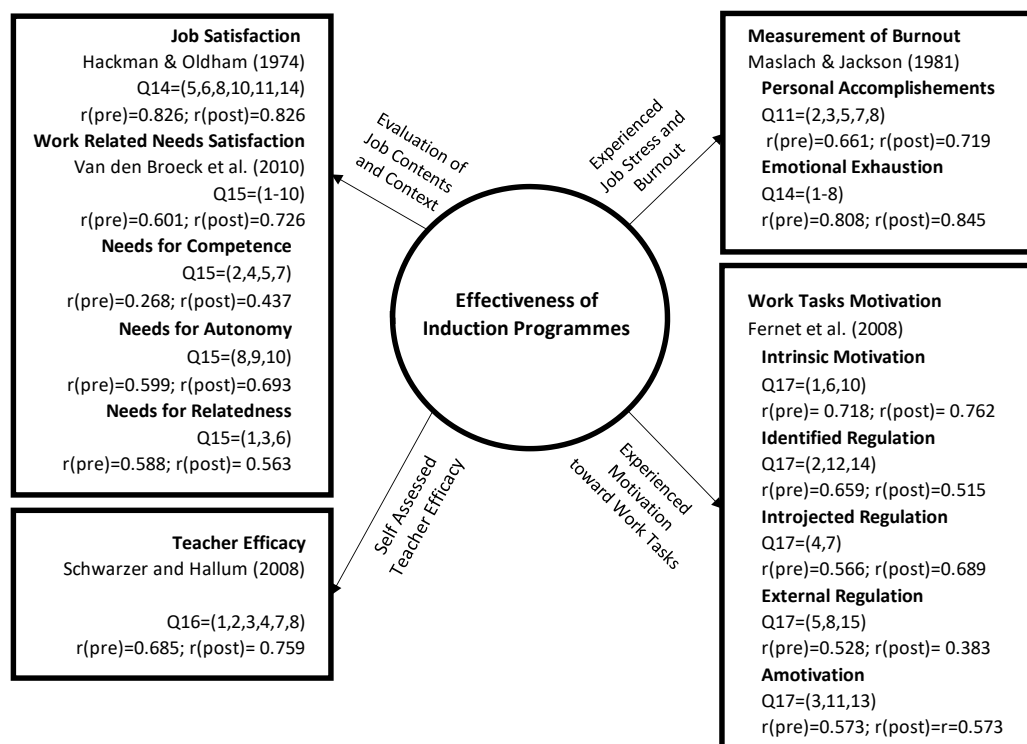 Job Satisfaction
Hackman & Oldham (1974)
Q14=(5,6,8,10,11,14)
r(pre)=0.826; r(post)=0.826
Work Related Needs Satisfaction
Van den Broeck et al. (2010)
Q15=(1-10)
r(pre)=0.601; r(post)=0.726
Needs for Competence
Q15=(2,4,5,7)
r(pre)=0.268; r(post)=0.437
Needs for Autonomy
Q15=(8,9,10)
r(pre)=0.599; r(post)=0.693
Needs for Relatedness
Q15=(1,3,6)
r(pre)=0.588; r(post)= 0.563
Teacher Efficacy
Schwarzer and Hallum (2008)
Q16=(1,2,3,4,7,8)
r(pre)=0.685; r(post)= 0.759
Evaluation of
Job Contents
and Context
Self Assessed
Teacher Efficacy
Effectiveness of
Induction Programmes
Experienced
Job Stress and
Burnout
Experienced
Motivation
toward Work Tasks
Measurement of Burnout
Maslach & Jackson (1981)
Personal Accomplishements
Q11=(2,3,5,7,8)
r(pre)=0.661; r(post)=0.719
Emotional Exhaustion
Q14=(1-8)
r(pre)=0.808; r(post)=0.845
Work Tasks Motivation
Fernet et al. (2008)
Intrinsic Motivation
Q17=(1,6,10)
r(pre)= 0.718; r(post)= 0.762
Identified Regulation
Q17=(2,12,14)
r(pre)=0.659; r(post)=0.515
Introjected Regulation
Q17=(4,7)
r(pre)=0.566; r(post)=0.689
External Regulation
Q17=(5,8,15)
r(pre)=0.528; r(post)= 0.383
Amotivation
Q17=(3,11,13)
r(pre)=0.573; r(post)=r=0.573